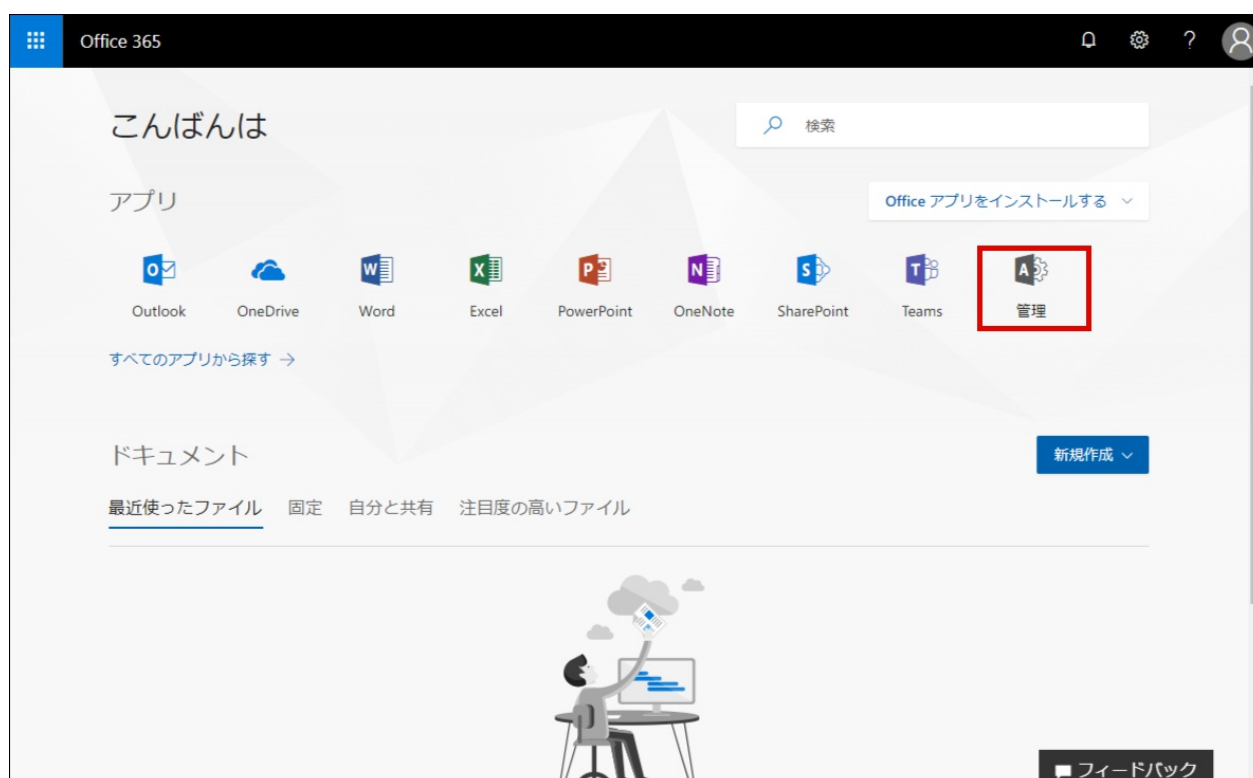 Office 365
?
こんばんは
検索
アプリ
Office アプリをインストールする
Outlook OneDrive Word Excel PowerPoint OneNote SharePoint Teams 管理
すべてのアプリから探す →
ドキュメント
新規作成
最近使ったファイル 固定 自分と共有 注目度の高いファイル
フィードバック